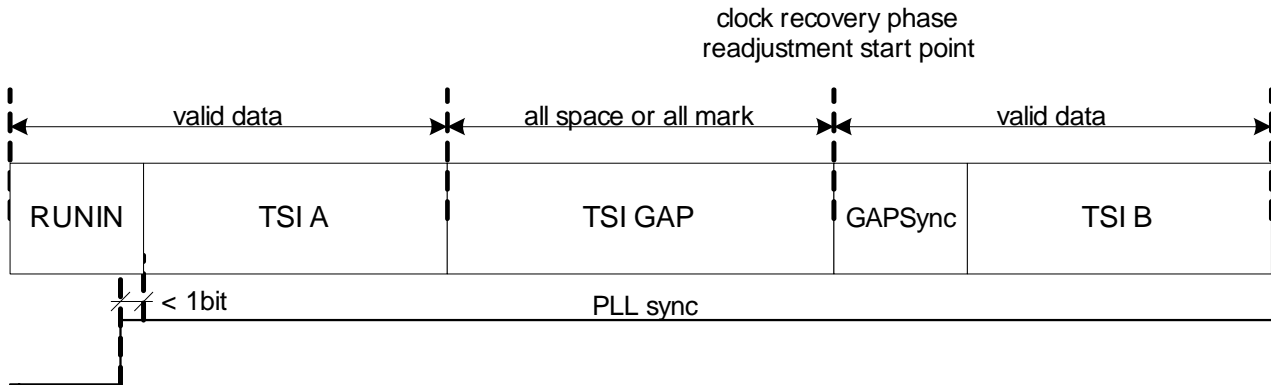 clock recovery phase
readjustment start point
valid data
all space or all mark
valid data
RUNIN
TSI A
TSI GAP
GAPSync
TSI B
< 1bit
PLL sync